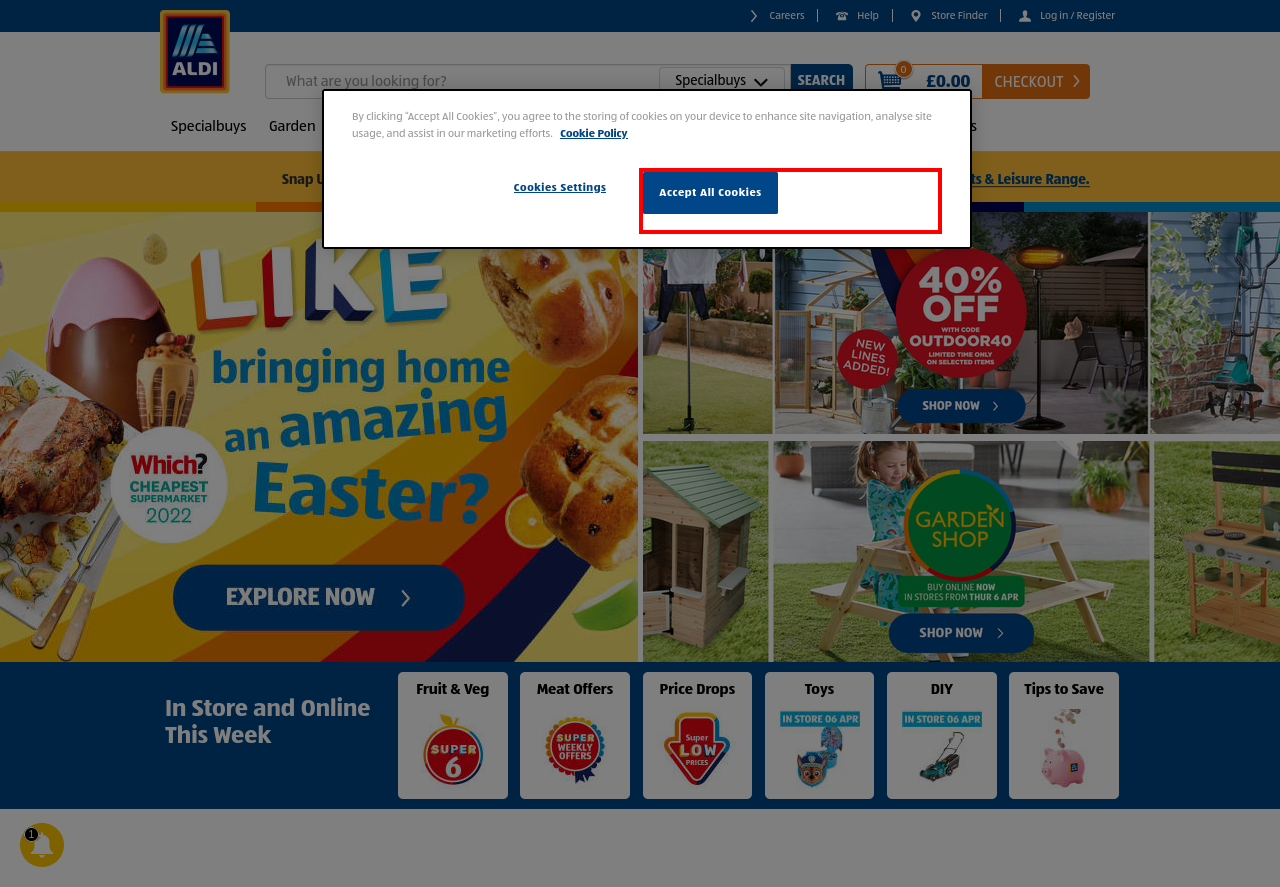 Careers
Help
Store Finder
Log in / Register
ALDI
What are you looking for?
Specialbuys
SEARCH
0
£0.00
CHECKOUT
Specialbuys
Garden
By clicking "Accept All Cookies", you agree to the storing of cookies on your device to enhance site navigation, analyse site
usage, and assist in our marketing efforts. Cookie Policy
Cookies Settings
Accept All Cookies
Snap
& Leisure Range.
LIKE
bringing home
an amazing
Easter?
Which?
CHEAPEST
SUPERMARKET
2022
EXPLORE NOW
40%
OFF
WITH CODE
OUTDOOR40
LIMITED TIME ONLY
ON SELECTED ITEMS
NEW
LINES
ADDED!
SHOP NOW
GARDEN
SHOP
BUY ONLINE NOW
IN STORES FROM THUR 6 APR
SHOP NOW
In Store and Online
This Week
Fruit & Veg
SUPER
6
Meat Offers
SUPER
WEEKLY
OFFERS
Price Drops
Super
LOW
PRICES
Toys
IN STORE 06 APR
DIY
IN STORE 06 APR
Tips to Save
1